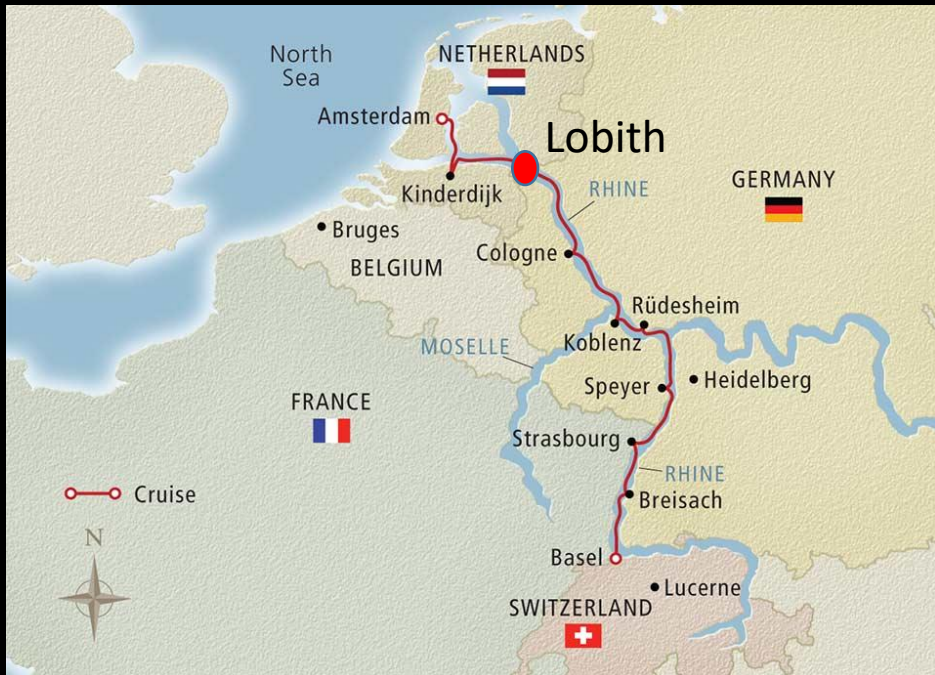 North
Sea
NETHERLANDS
Amsterdam
Lobith
Kinderdijk
RHINE
GERMANY
Bruges
BELGIUM
Cologne
Rüdesheim
Koblenz
MOSELLE
Speyer
Heidelberg
FRANCE
Strasbourg
RHINE
Cruise
Breisach
N
Basel
Lucerne
SWITZERLAND